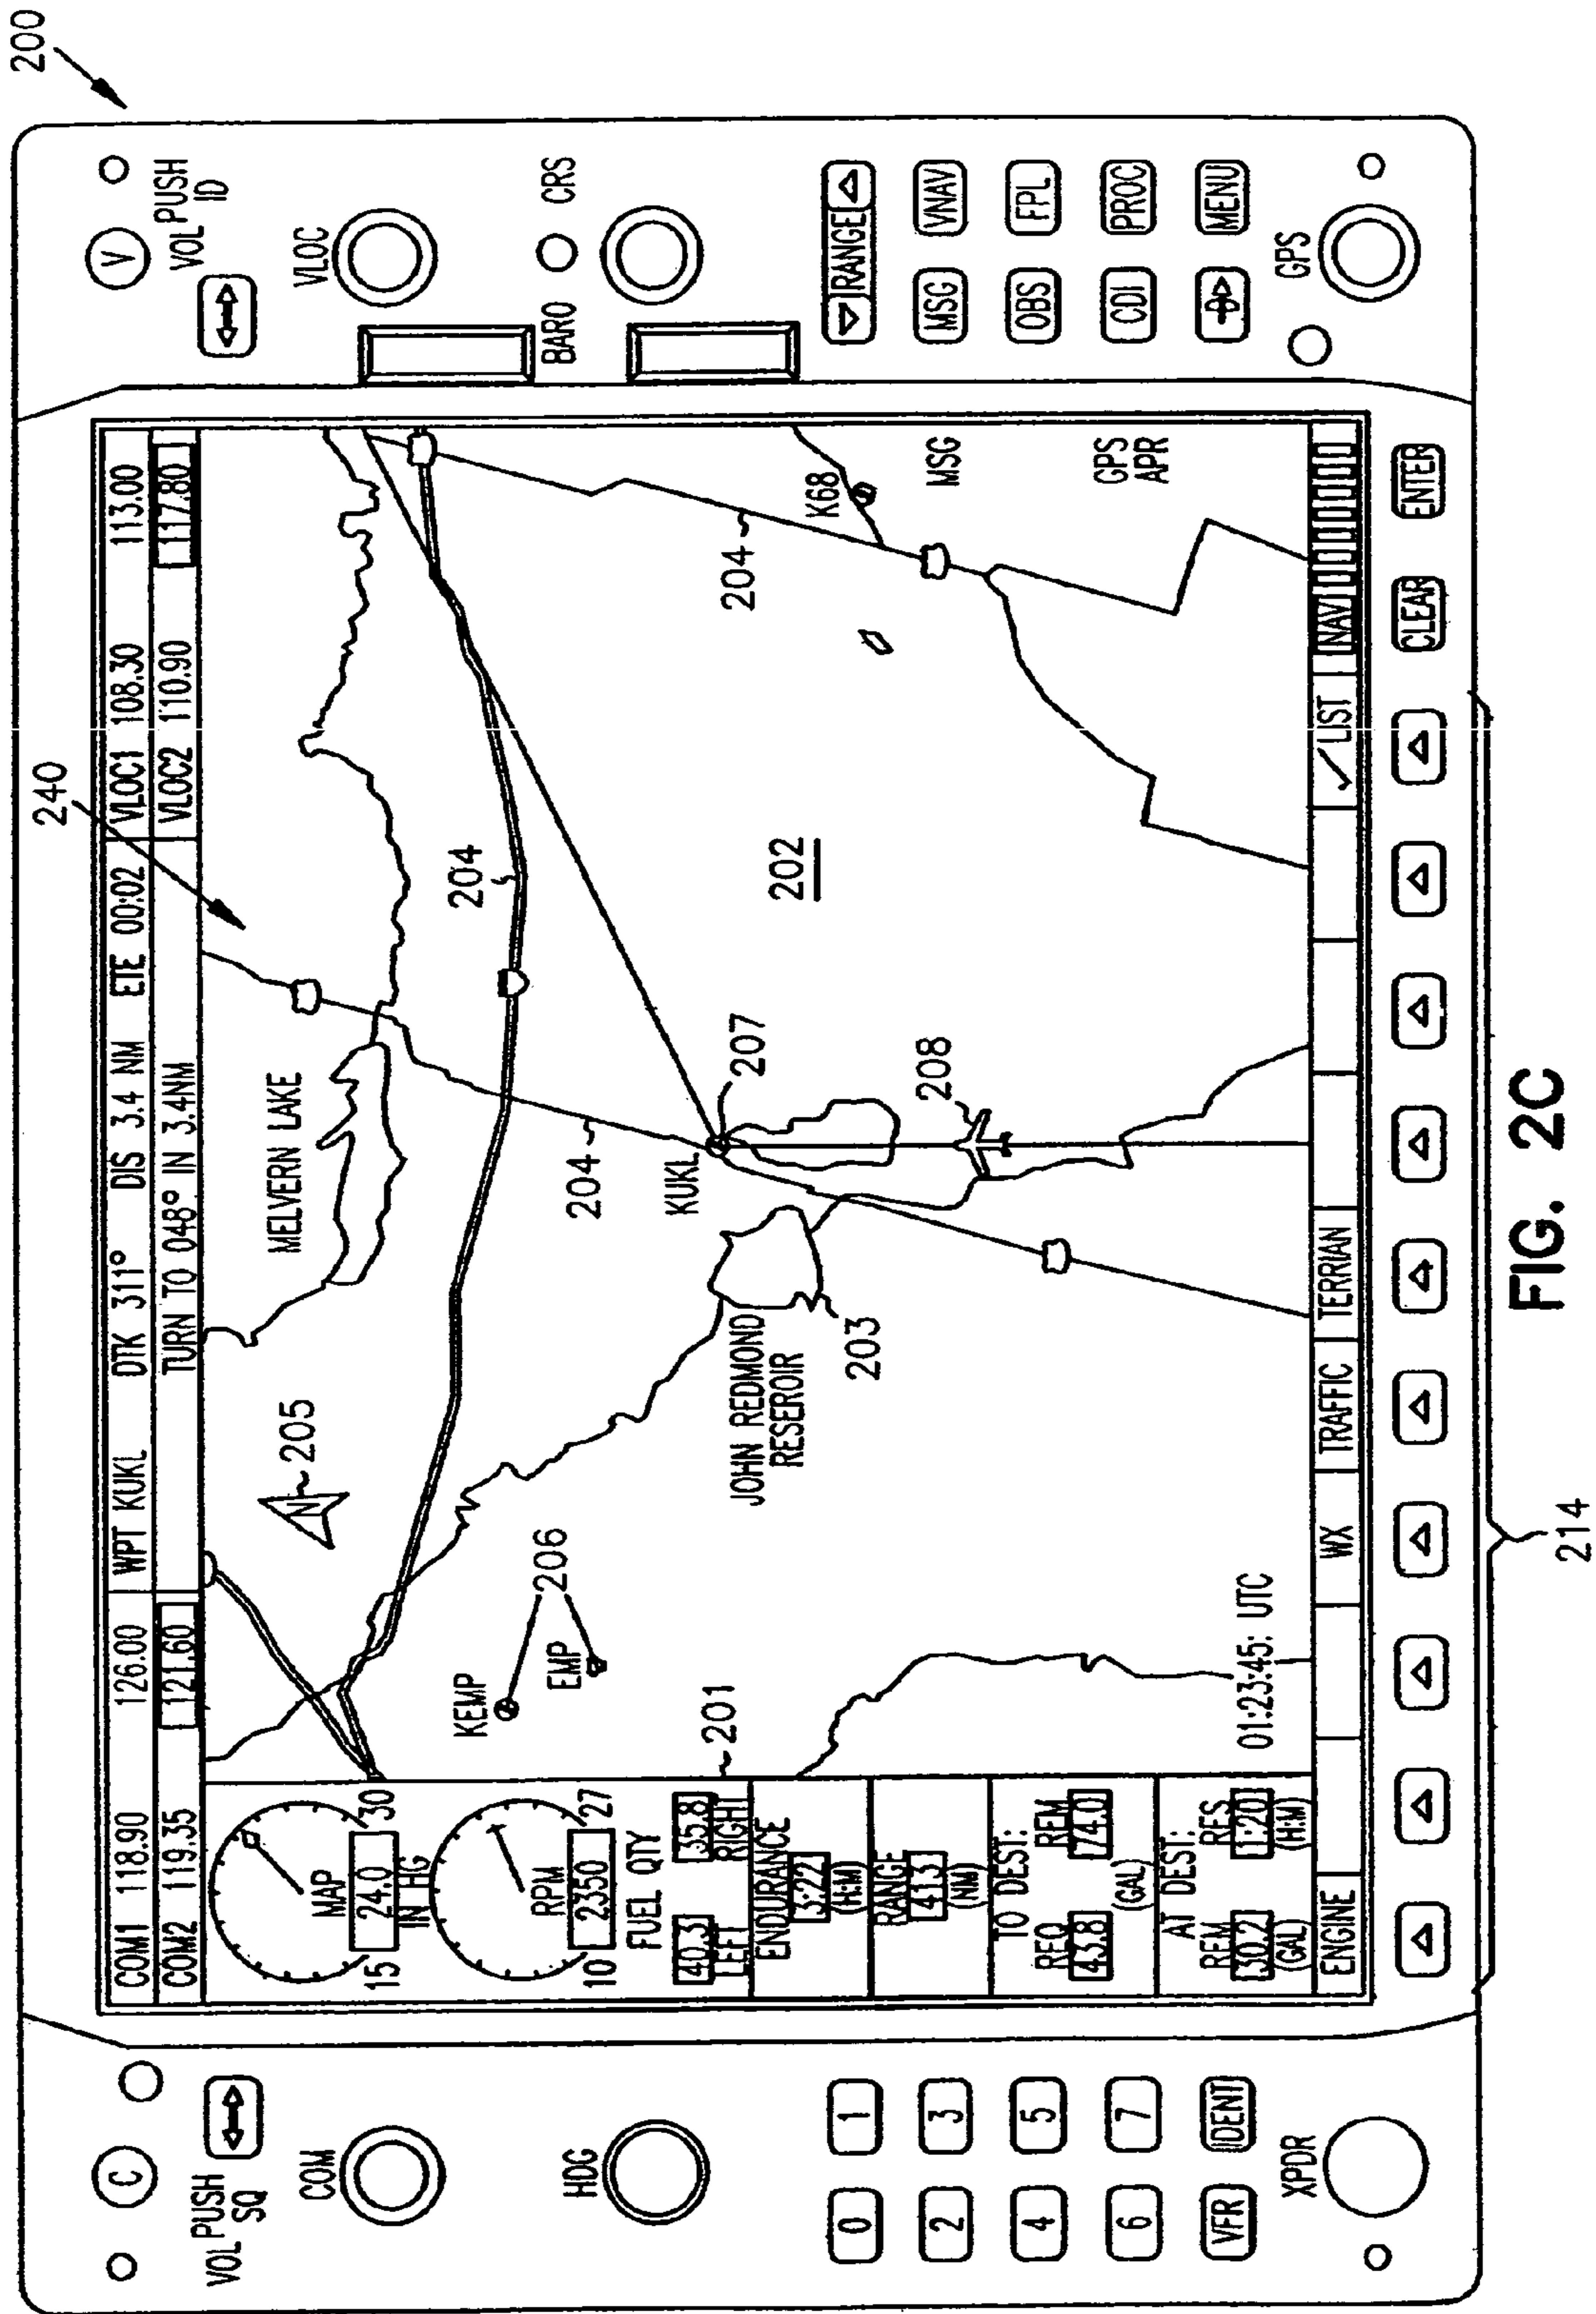 200
240
C
VOL PUSH
SQ
COM
HDG
0 1
2 3
4 5
6 7
VFR IDENT
XPDR
COM1 118.90 126.00 WPT KUKL DTK 311° DIS 3.4 NM ETE 00:02 VLOC1 108.30 113.00
COM2 119.35 121.60 TURN TO 048° IN 3.4NM VLOC2 110.90 117.80
MAP
24.0
IN HG
15 30
RPM
2350
10 27
FUEL QTY
40.3 35.8
LEFT RIGHT
ENDURANCE
3:22
(H:M)
RANGE
413
(NM)
TO DEST:
REQ REM
43.8 74.0
(GAL)
AT DEST:
REM RES
30.2 1:20
(GAL) (H:M)
201
N
205
MELVERN LAKE
204
KEMP
206
EMP
204
204
KUKL
207
202
JOHN REDMOND
RESEROIR
203
208
K68
MSG
GPS
APR
01:23:45: UTC
ENGINE WX TRAFFIC TERRIAN ✓LIST NAV
CLEAR ENTER
214
V
VOL PUSH
ID
VLOC
BARO CRS
RANGE
MSG VNAV
OBS FPL
CDI PROC
D MENU
GPS
FIG. 2C